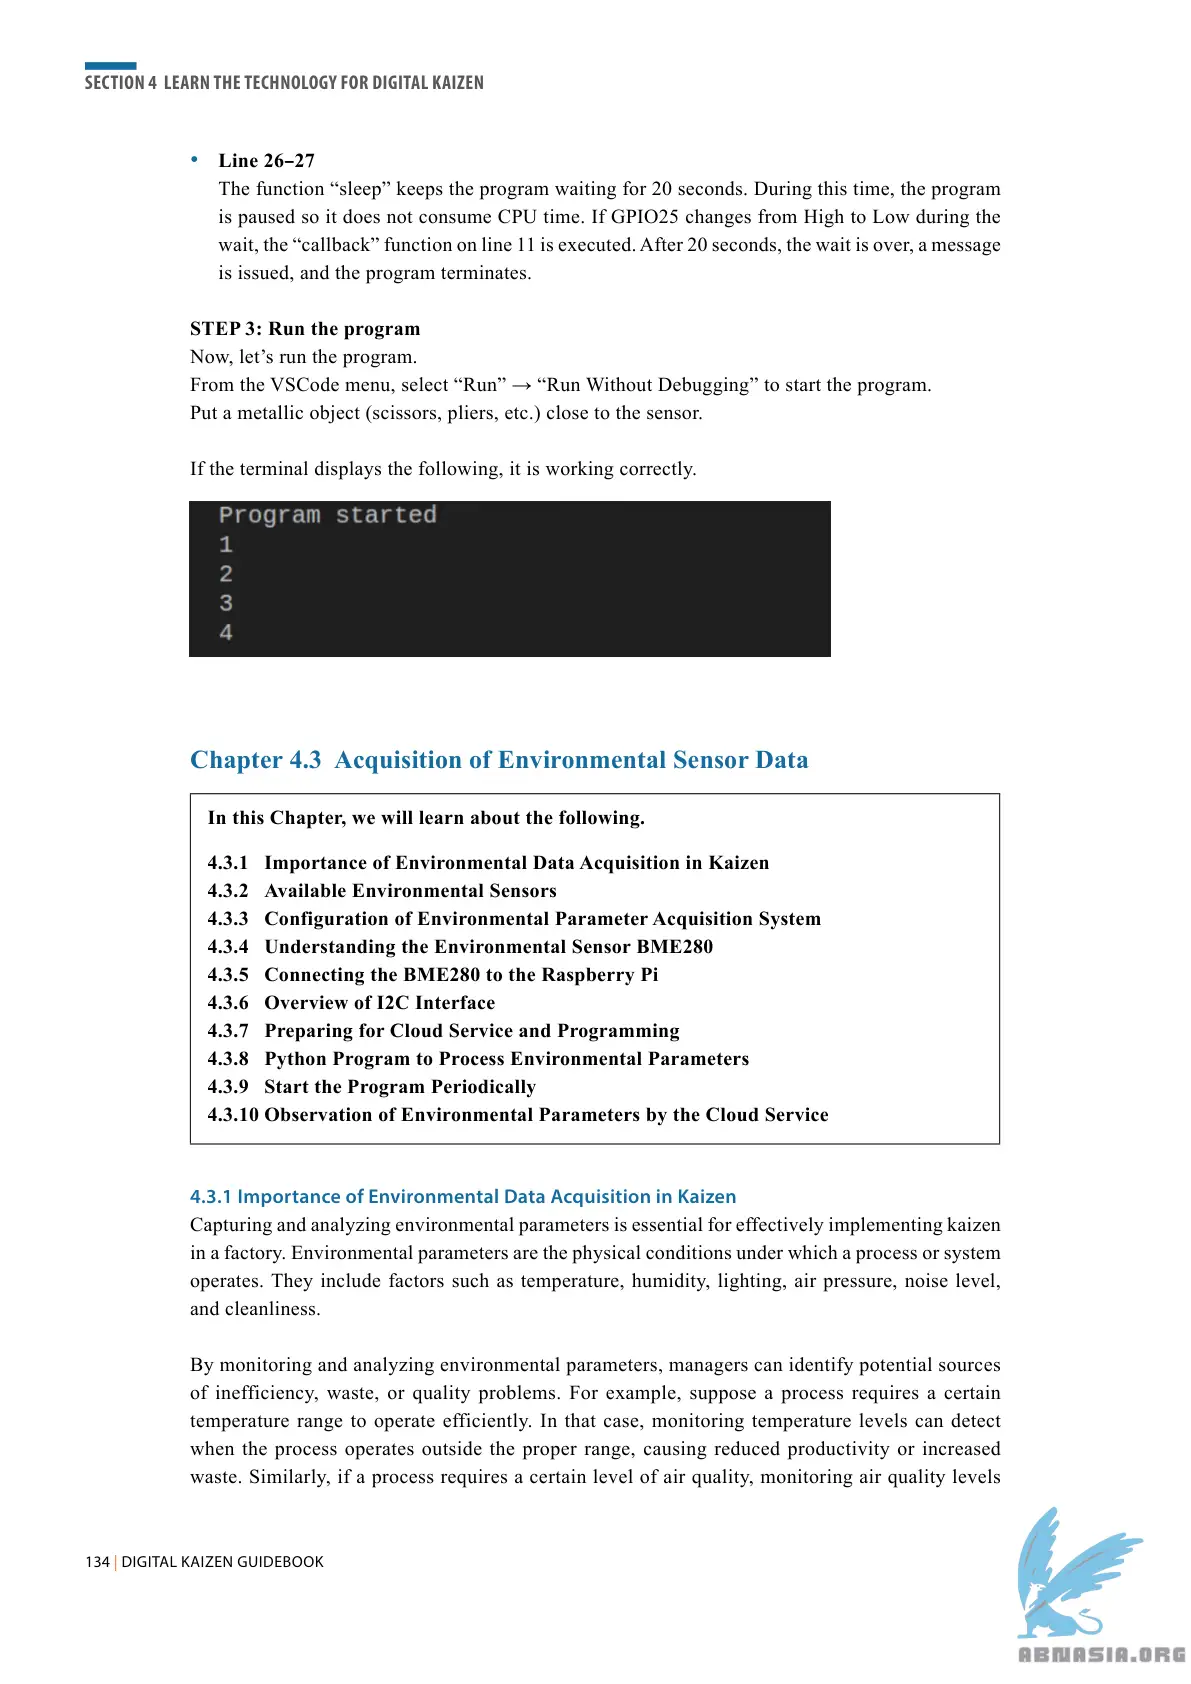 SECTION 4 LEARN THE TECHNOLOGY FOR DIGITAL KAIZEN
• Line 26–27
The function “sleep” keeps the program waiting for 20 seconds. During this time, the program
is paused so it does not consume CPU time. If GPIO25 changes from High to Low during the
wait, the “callback” function on line 11 is executed. After 20 seconds, the wait is over, a message
is issued, and the program terminates.
STEP 3: Run the program
Now, let’s run the program.
From the VSCode menu, select “Run” → “Run Without Debugging” to start the program.
Put a metallic object (scissors, pliers, etc.) close to the sensor.
If the terminal displays the following, it is working correctly.
Program started
1
2
3
4
Chapter 4.3 Acquisition of Environmental Sensor Data
In this Chapter, we will learn about the following.
4.3.1 Importance of Environmental Data Acquisition in Kaizen
4.3.2 Available Environmental Sensors
4.3.3 Configuration of Environmental Parameter Acquisition System
4.3.4 Understanding the Environmental Sensor BME280
4.3.5 Connecting the BME280 to the Raspberry Pi
4.3.6 Overview of I2C Interface
4.3.7 Preparing for Cloud Service and Programming
4.3.8 Python Program to Process Environmental Parameters
4.3.9 Start the Program Periodically
4.3.10 Observation of Environmental Parameters by the Cloud Service
4.3.1 Importance of Environmental Data Acquisition in Kaizen
Capturing and analyzing environmental parameters is essential for effectively implementing kaizen
in a factory. Environmental parameters are the physical conditions under which a process or system
operates. They include factors such as temperature, humidity, lighting, air pressure, noise level,
and cleanliness.
By monitoring and analyzing environmental parameters, managers can identify potential sources
of inefficiency, waste, or quality problems. For example, suppose a process requires a certain
temperature range to operate efficiently. In that case, monitoring temperature levels can detect
when the process operates outside the proper range, causing reduced productivity or increased
waste. Similarly, if a process requires a certain level of air quality, monitoring air quality levels
134 | DIGITAL KAIZEN GUIDEBOOK
ABNASIA.ORG